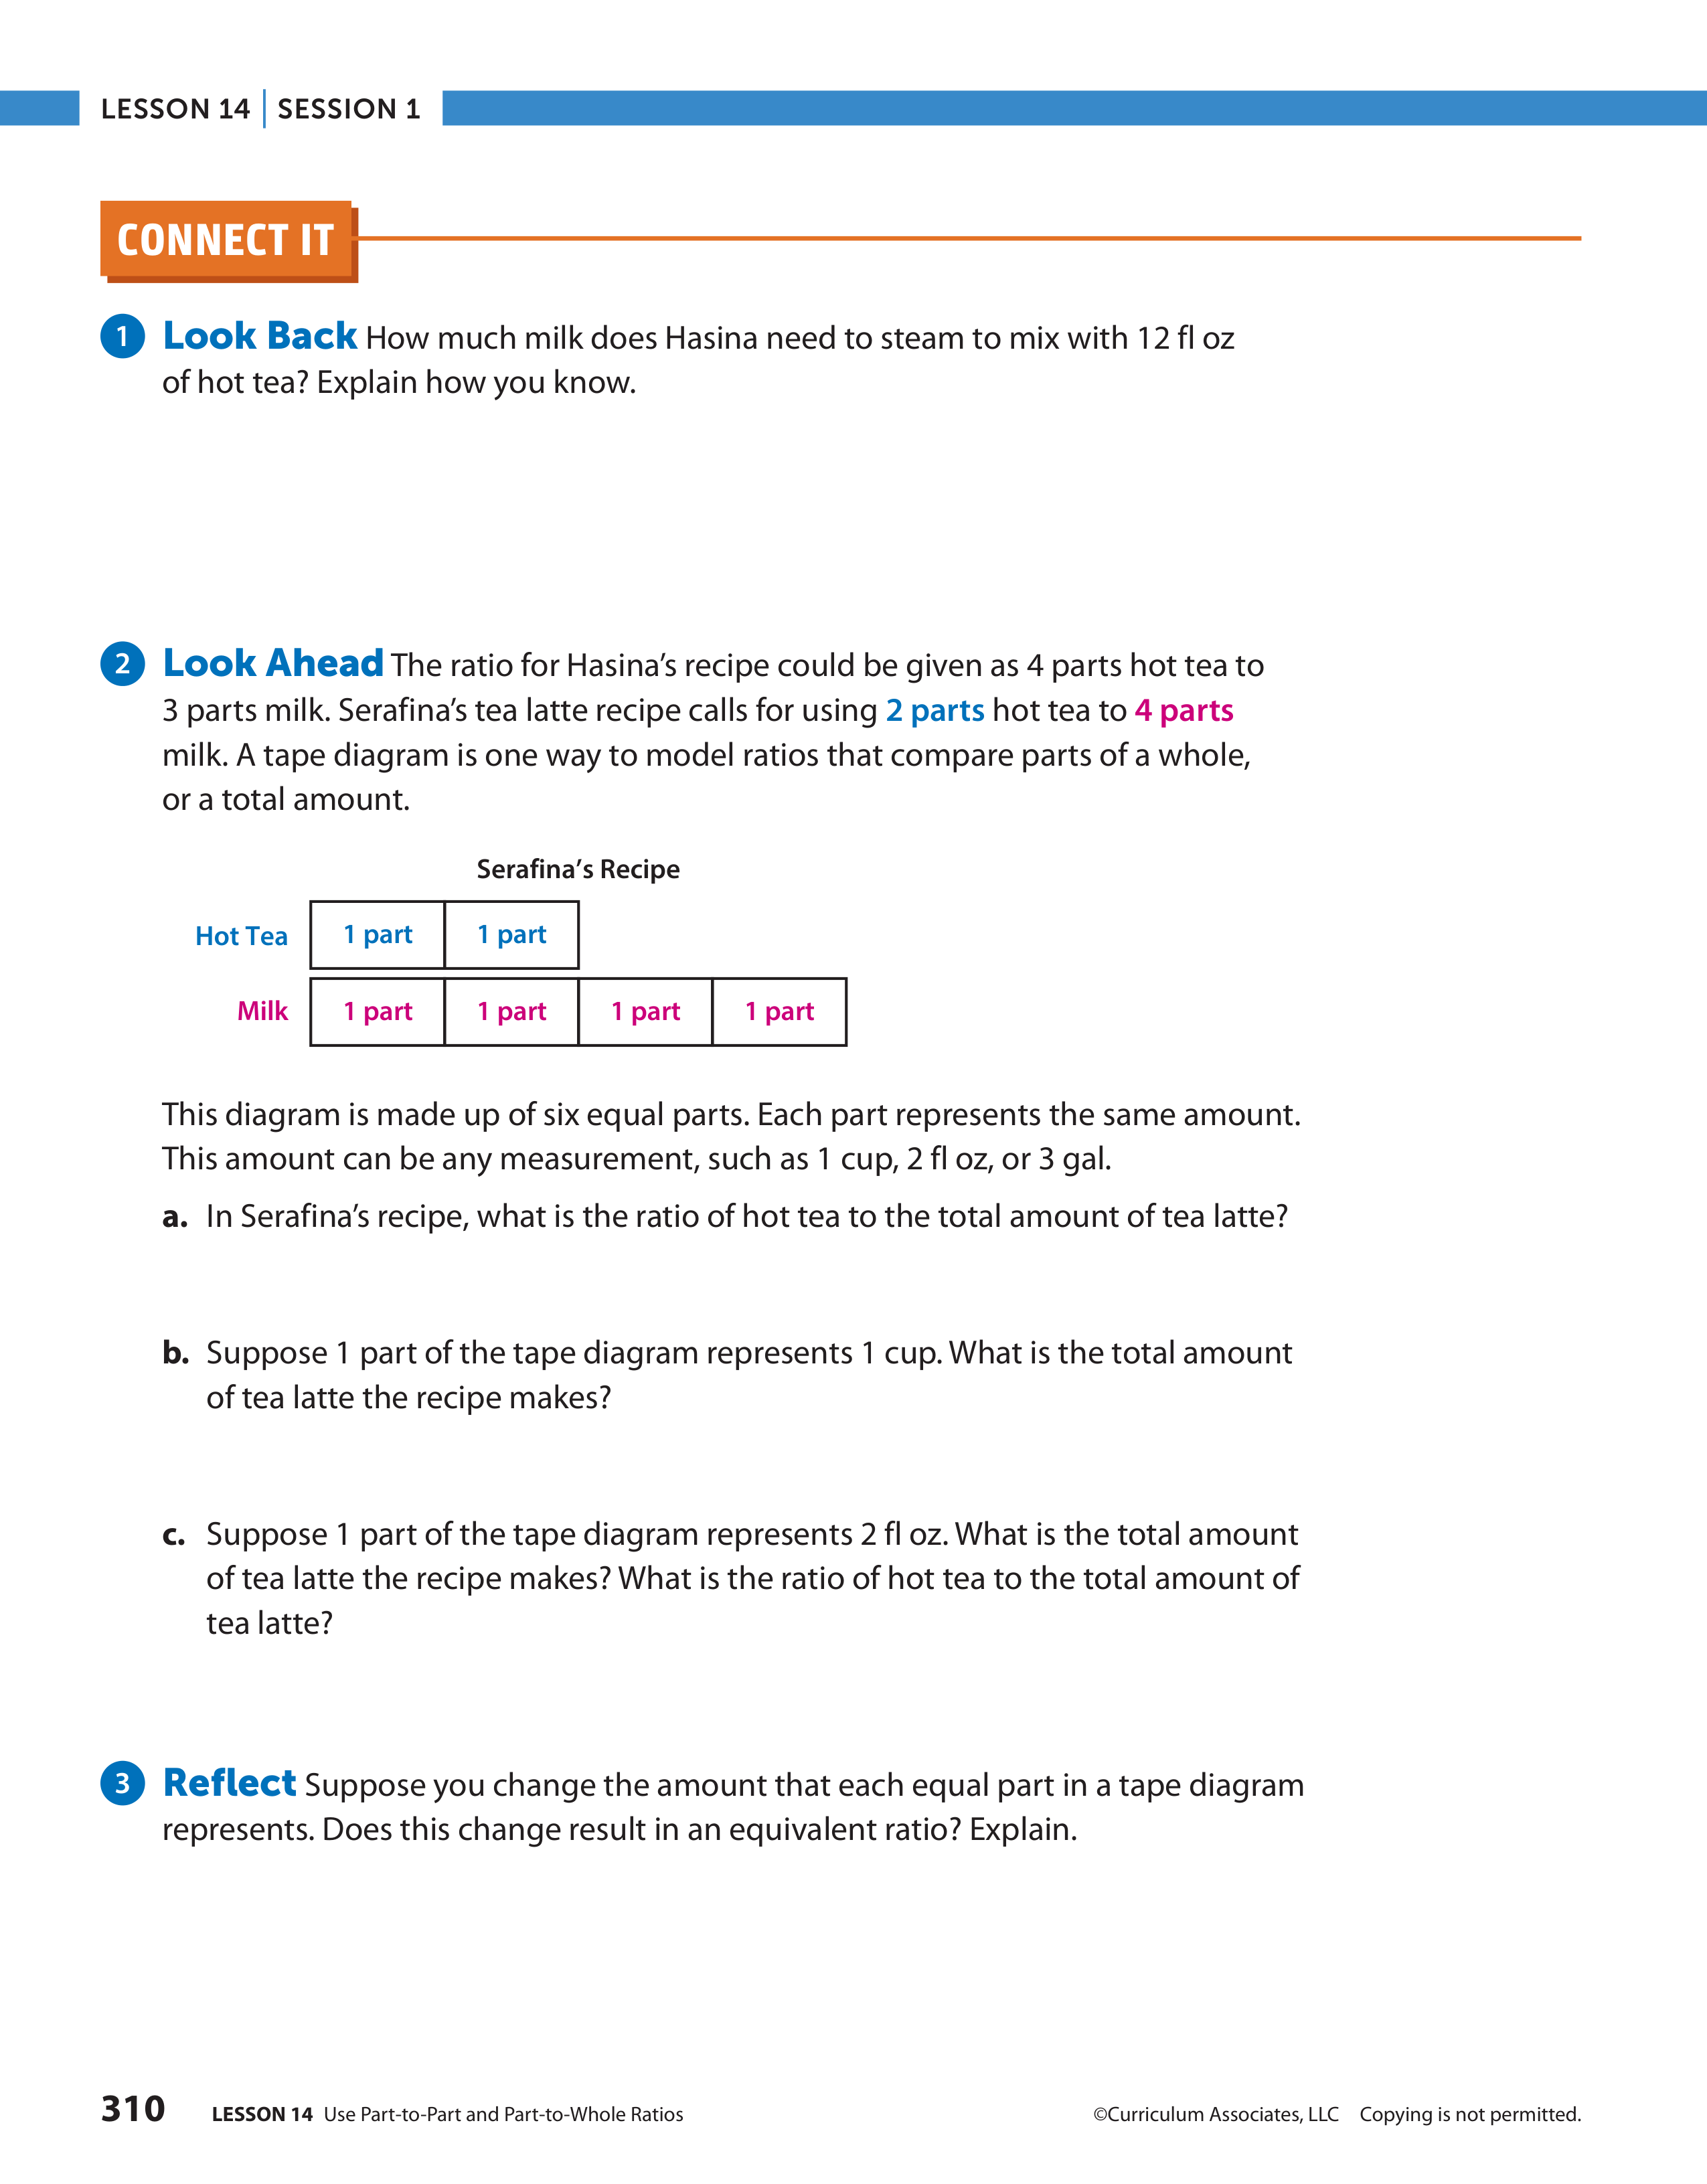 LESSON 14 | SESSION 1
CONNECT IT
1 Look Back How much milk does Hasina need to steam to mix with 12 fl oz
of hot tea? Explain how you know.
2 Look Ahead The ratio for Hasina’s recipe could be given as 4 parts hot tea to
3 parts milk. Serafina’s tea latte recipe calls for using 2 parts hot tea to 4 parts
milk. A tape diagram is one way to model ratios that compare parts of a whole,
or a total amount.
Serafina’s Recipe
Hot Tea 1 part 1 part
Milk 1 part 1 part 1 part 1 part
This diagram is made up of six equal parts. Each part represents the same amount.
This amount can be any measurement, such as 1 cup, 2 fl oz, or 3 gal.
a. In Serafina’s recipe, what is the ratio of hot tea to the total amount of tea latte?
b. Suppose 1 part of the tape diagram represents 1 cup. What is the total amount
of tea latte the recipe makes?
c. Suppose 1 part of the tape diagram represents 2 fl oz. What is the total amount
of tea latte the recipe makes? What is the ratio of hot tea to the total amount of
tea latte?
3 Reflect Suppose you change the amount that each equal part in a tape diagram
represents. Does this change result in an equivalent ratio? Explain.
310 LESSON 14 Use Part-to-Part and Part-to-Whole Ratios ©Curriculum Associates, LLC Copying is not permitted.